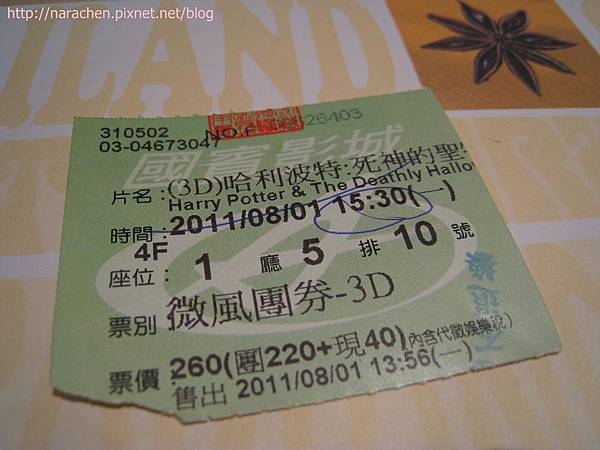 http://narachen.pixnet.net/blog
LAND
310502 NO.F 26403
03-04673047
國賓影城
片名：(3D)哈利波特:死神的聖
Harry Potter & The Deathly Hallo
時間：2011/08/01 15:30(一)
4F
座位：1 廳 5 排 10 號
票別：微風團券-3D
票價：260(團220+現40)內含代徵娛樂稅)
售出 2011/08/01 13:56(一)